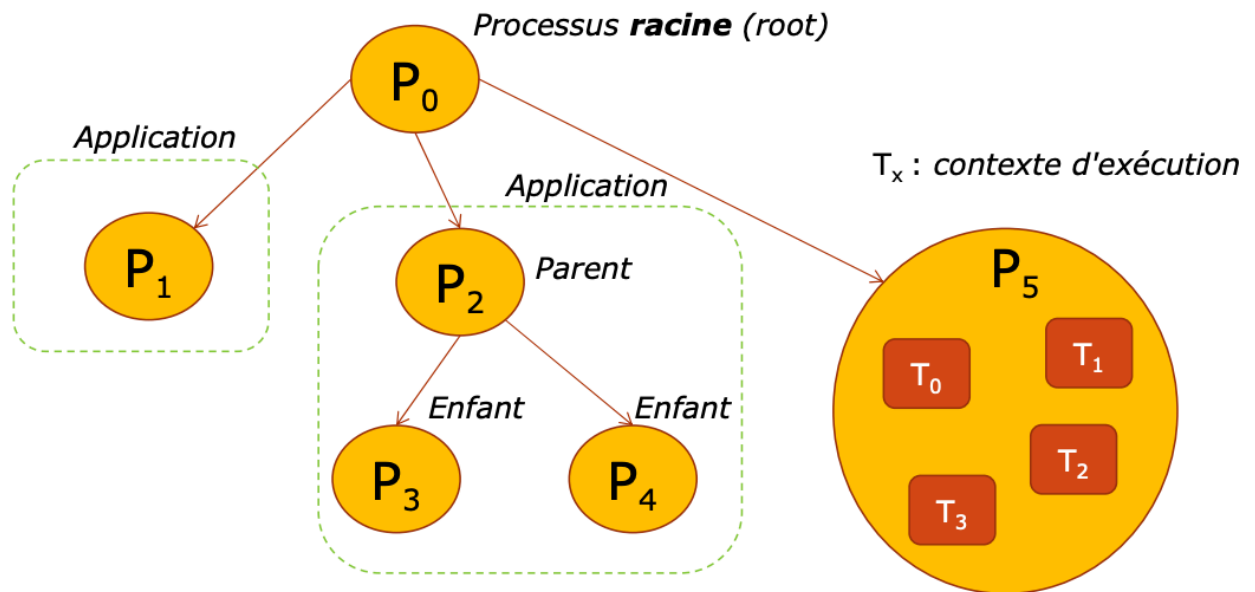 Processus racine (root)
P₀
Application
Application
Tₓ : contexte d'exécution
P₁
P₂
Parent
P₅
T₀
T₁
T₂
T₃
Enfant
Enfant
P₃
P₄